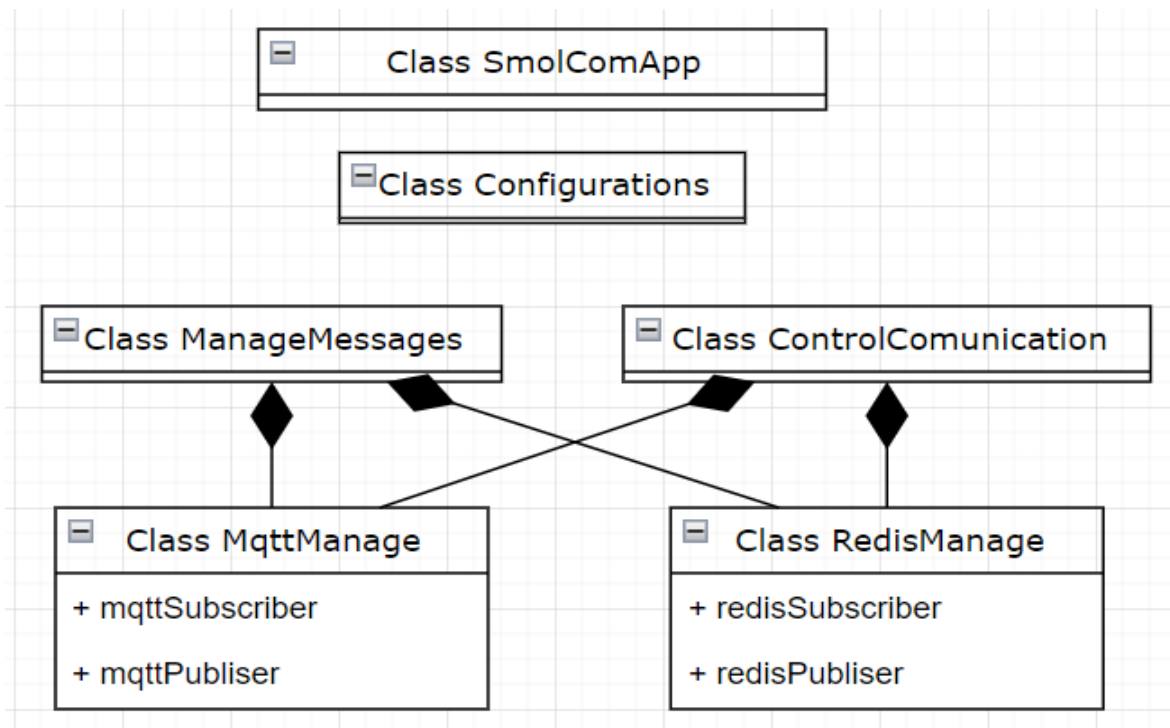 Class SmolComApp
Class Configurations
Class ManageMessages
Class ControlComunication
Class MqttManage
+ mqttSubscriber
+ mqttPubliser
Class RedisManage
+ redisSubscriber
+ redisPubliser